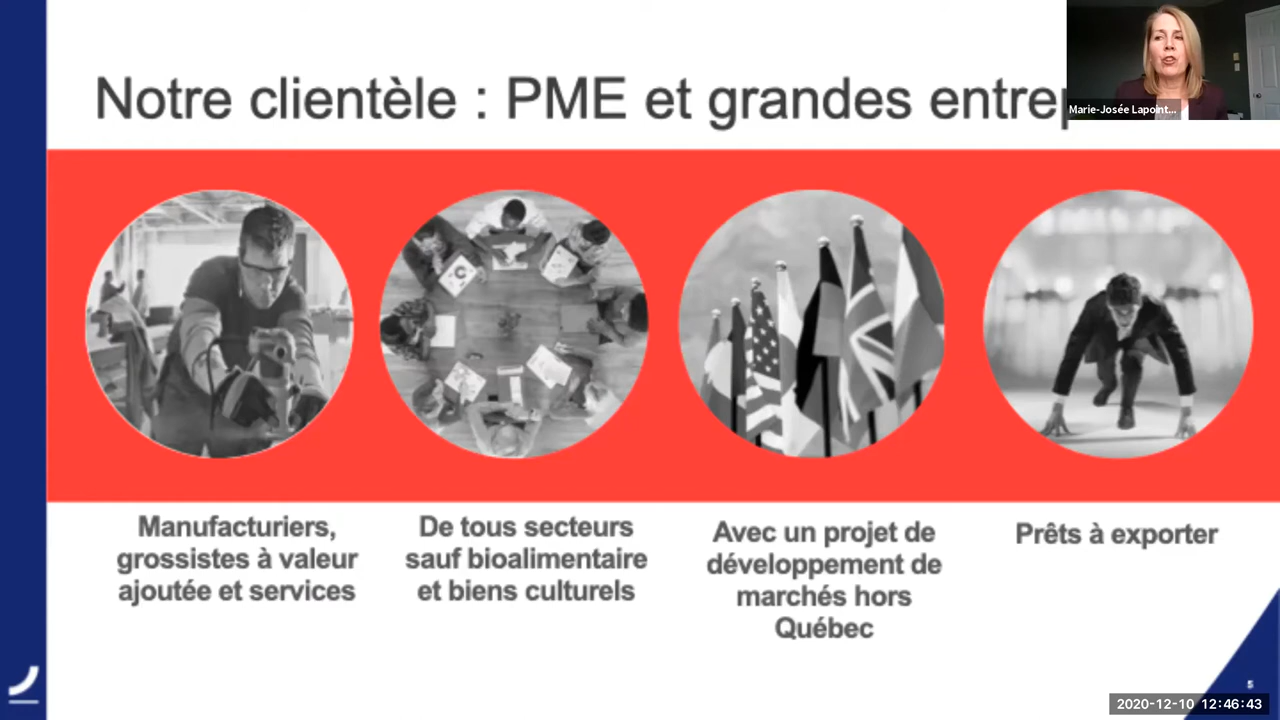 Notre clientèle : PME et grandes entrep
Marie-Josée Lapoint...
Manufacturiers,
grossistes à valeur
ajoutée et services
De tous secteurs
sauf bioalimentaire
et biens culturels
Avec un projet de
développement de
marchés hors
Québec
Prêts à exporter
5
2020-12-10 12:46:43